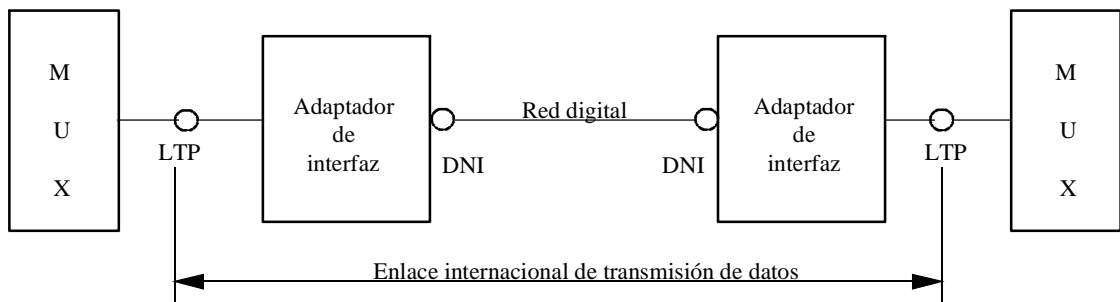 M
U
X
LTP
Adaptador
de
interfaz
DNI
Red digital
DNI
Adaptador
de
interfaz
LTP
M
U
X
Enlace internacional de transmisión de datos